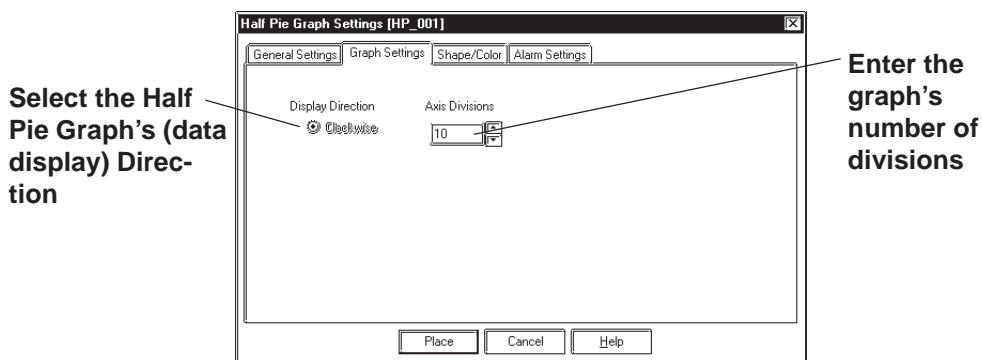 Half Pie Graph Settings [HP_001]
General Settings Graph Settings Shape/Color Alarm Settings
Select the Half
Pie Graph's (data
display) Direc-
tion
Display Direction
Clockwise
Axis Divisions
10
Enter the
graph's
number of
divisions
Place Cancel Help